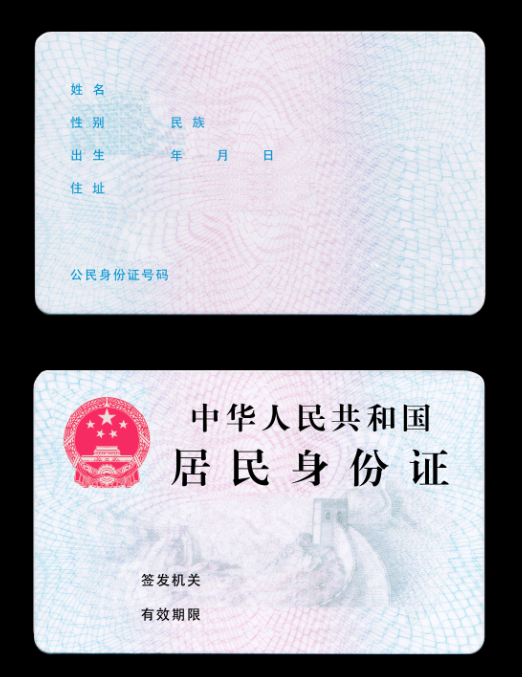 姓 名
性 别 民 族
出 生 年 月 日
住 址
公民身份证号码
中华人民共和国
居民身份证
签发机关
有效期限